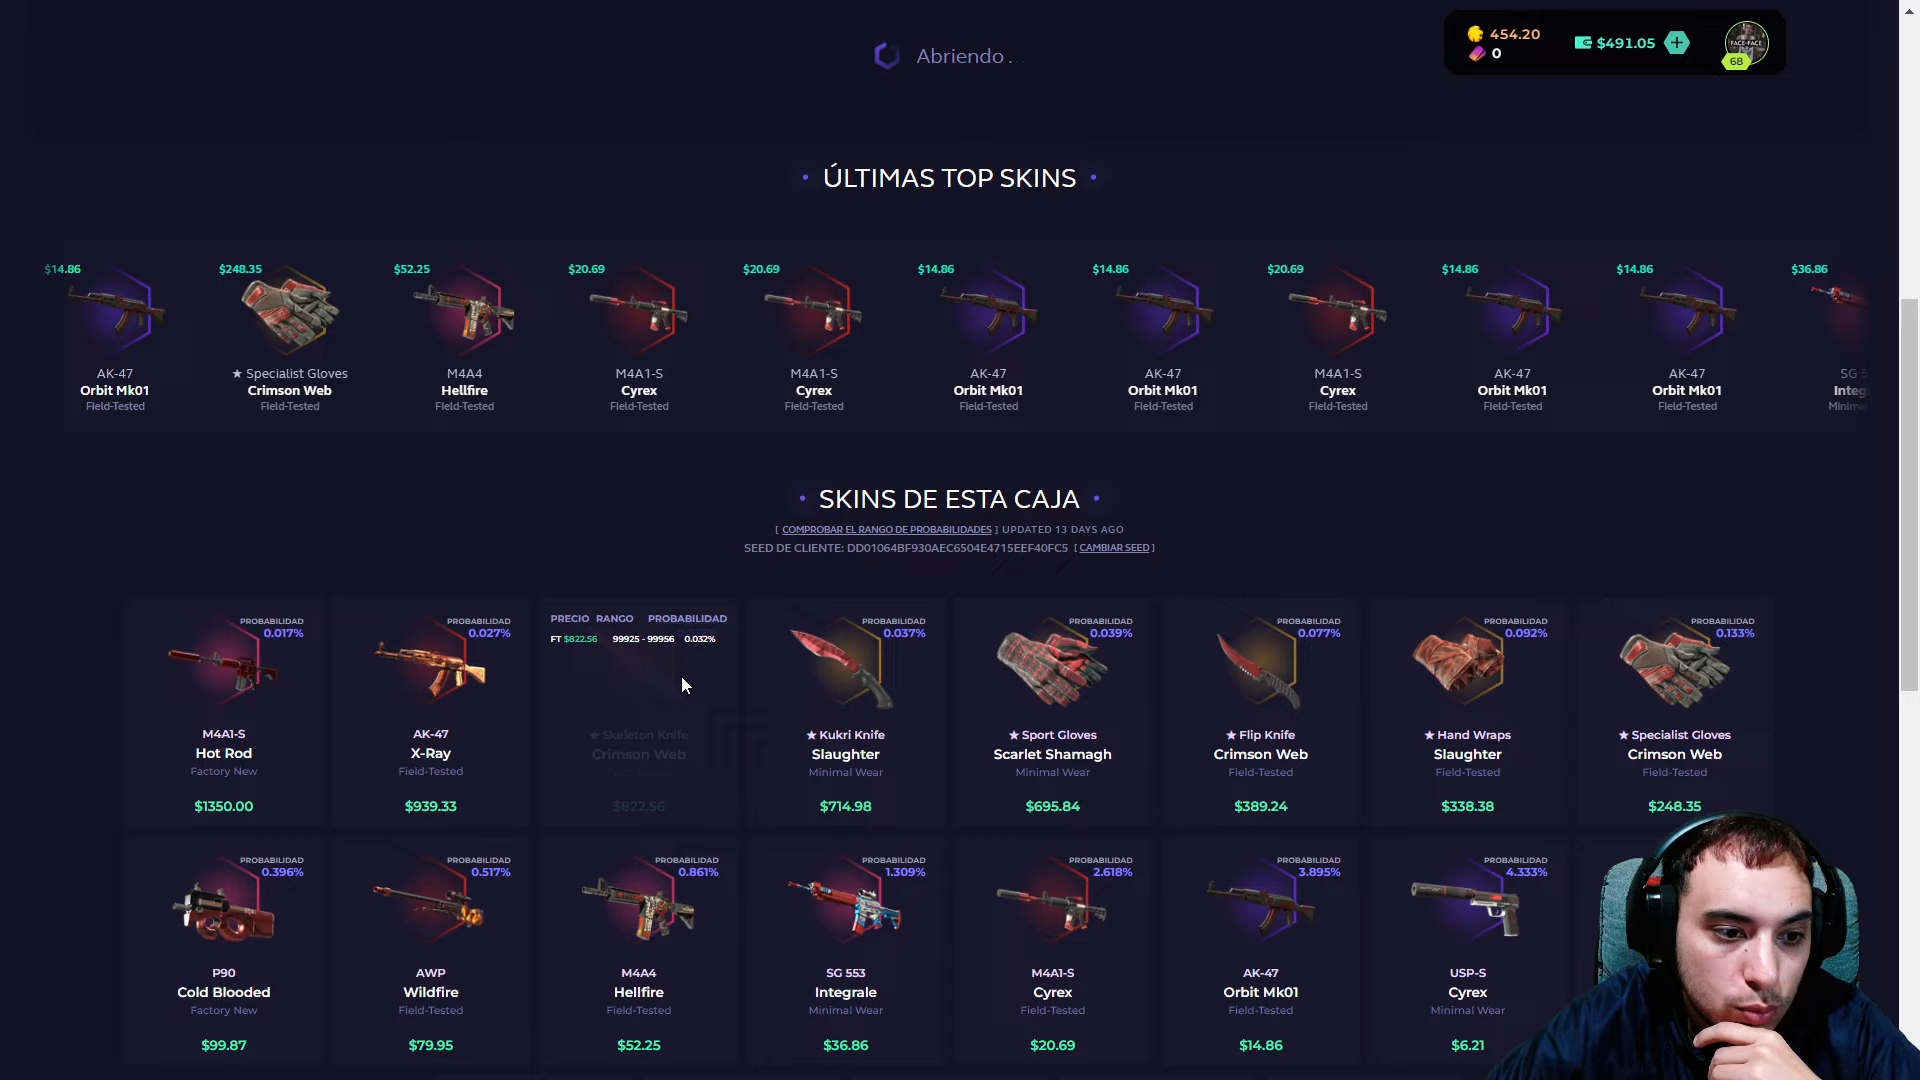 Abriendo . . .
454.20
0
$491.05
FACE-FACE
68
ÚLTIMAS TOP SKINS
$14.86
AK-47
Orbit Mk01
Field-Tested
$248.35
★ Specialist Gloves
Crimson Web
Field-Tested
$52.25
M4A4
Hellfire
Field-Tested
$20.69
M4A1-S
Cyrex
Field-Tested
$20.69
M4A1-S
Cyrex
Field-Tested
$14.86
AK-47
Orbit Mk01
Field-Tested
$14.86
AK-47
Orbit Mk01
Field-Tested
$20.69
M4A1-S
Cyrex
Field-Tested
$14.86
AK-47
Orbit Mk01
Field-Tested
$14.86
AK-47
Orbit Mk01
Field-Tested
$36.86
SG 5
Integ
Minima
SKINS DE ESTA CAJA
[ COMPROBAR EL RANGO DE PROBABILIDADES ] UPDATED 13 DAYS AGO
SEED DE CLIENTE: DD01064BF930AEC6504E4715EEF40FC5 [ CAMBIAR SEED ]
PROBABILIDAD
0.017%
M4A1-S
Hot Rod
Factory New
$1350.00
PROBABILIDAD
0.027%
AK-47
X-Ray
Field-Tested
$939.33
PRECIO RANGO PROBABILIDAD
FT $822.56 99925 - 99956 0.032%
★ Skeleton Knife
Crimson Web
$822.56
PROBABILIDAD
0.037%
★ Kukri Knife
Slaughter
Minimal Wear
$714.98
PROBABILIDAD
0.039%
★ Sport Gloves
Scarlet Shamagh
Minimal Wear
$695.84
PROBABILIDAD
0.077%
★ Flip Knife
Crimson Web
Field-Tested
$389.24
PROBABILIDAD
0.092%
★ Hand Wraps
Slaughter
Field-Tested
$338.38
PROBABILIDAD
0.133%
★ Specialist Gloves
Crimson Web
Field-Tested
$248.35
PROBABILIDAD
0.396%
P90
Cold Blooded
Factory New
$99.87
PROBABILIDAD
0.517%
AWP
Wildfire
Field-Tested
$79.95
PROBABILIDAD
0.861%
M4A4
Hellfire
Field-Tested
$52.25
PROBABILIDAD
1.309%
SG 553
Integrale
Minimal Wear
$36.86
PROBABILIDAD
2.618%
M4A1-S
Cyrex
Field-Tested
$20.69
PROBABILIDAD
3.895%
AK-47
Orbit Mk01
Field-Tested
$14.86
PROBABILIDAD
4.333%
USP-S
Cyrex
Minimal Wear
$6.21